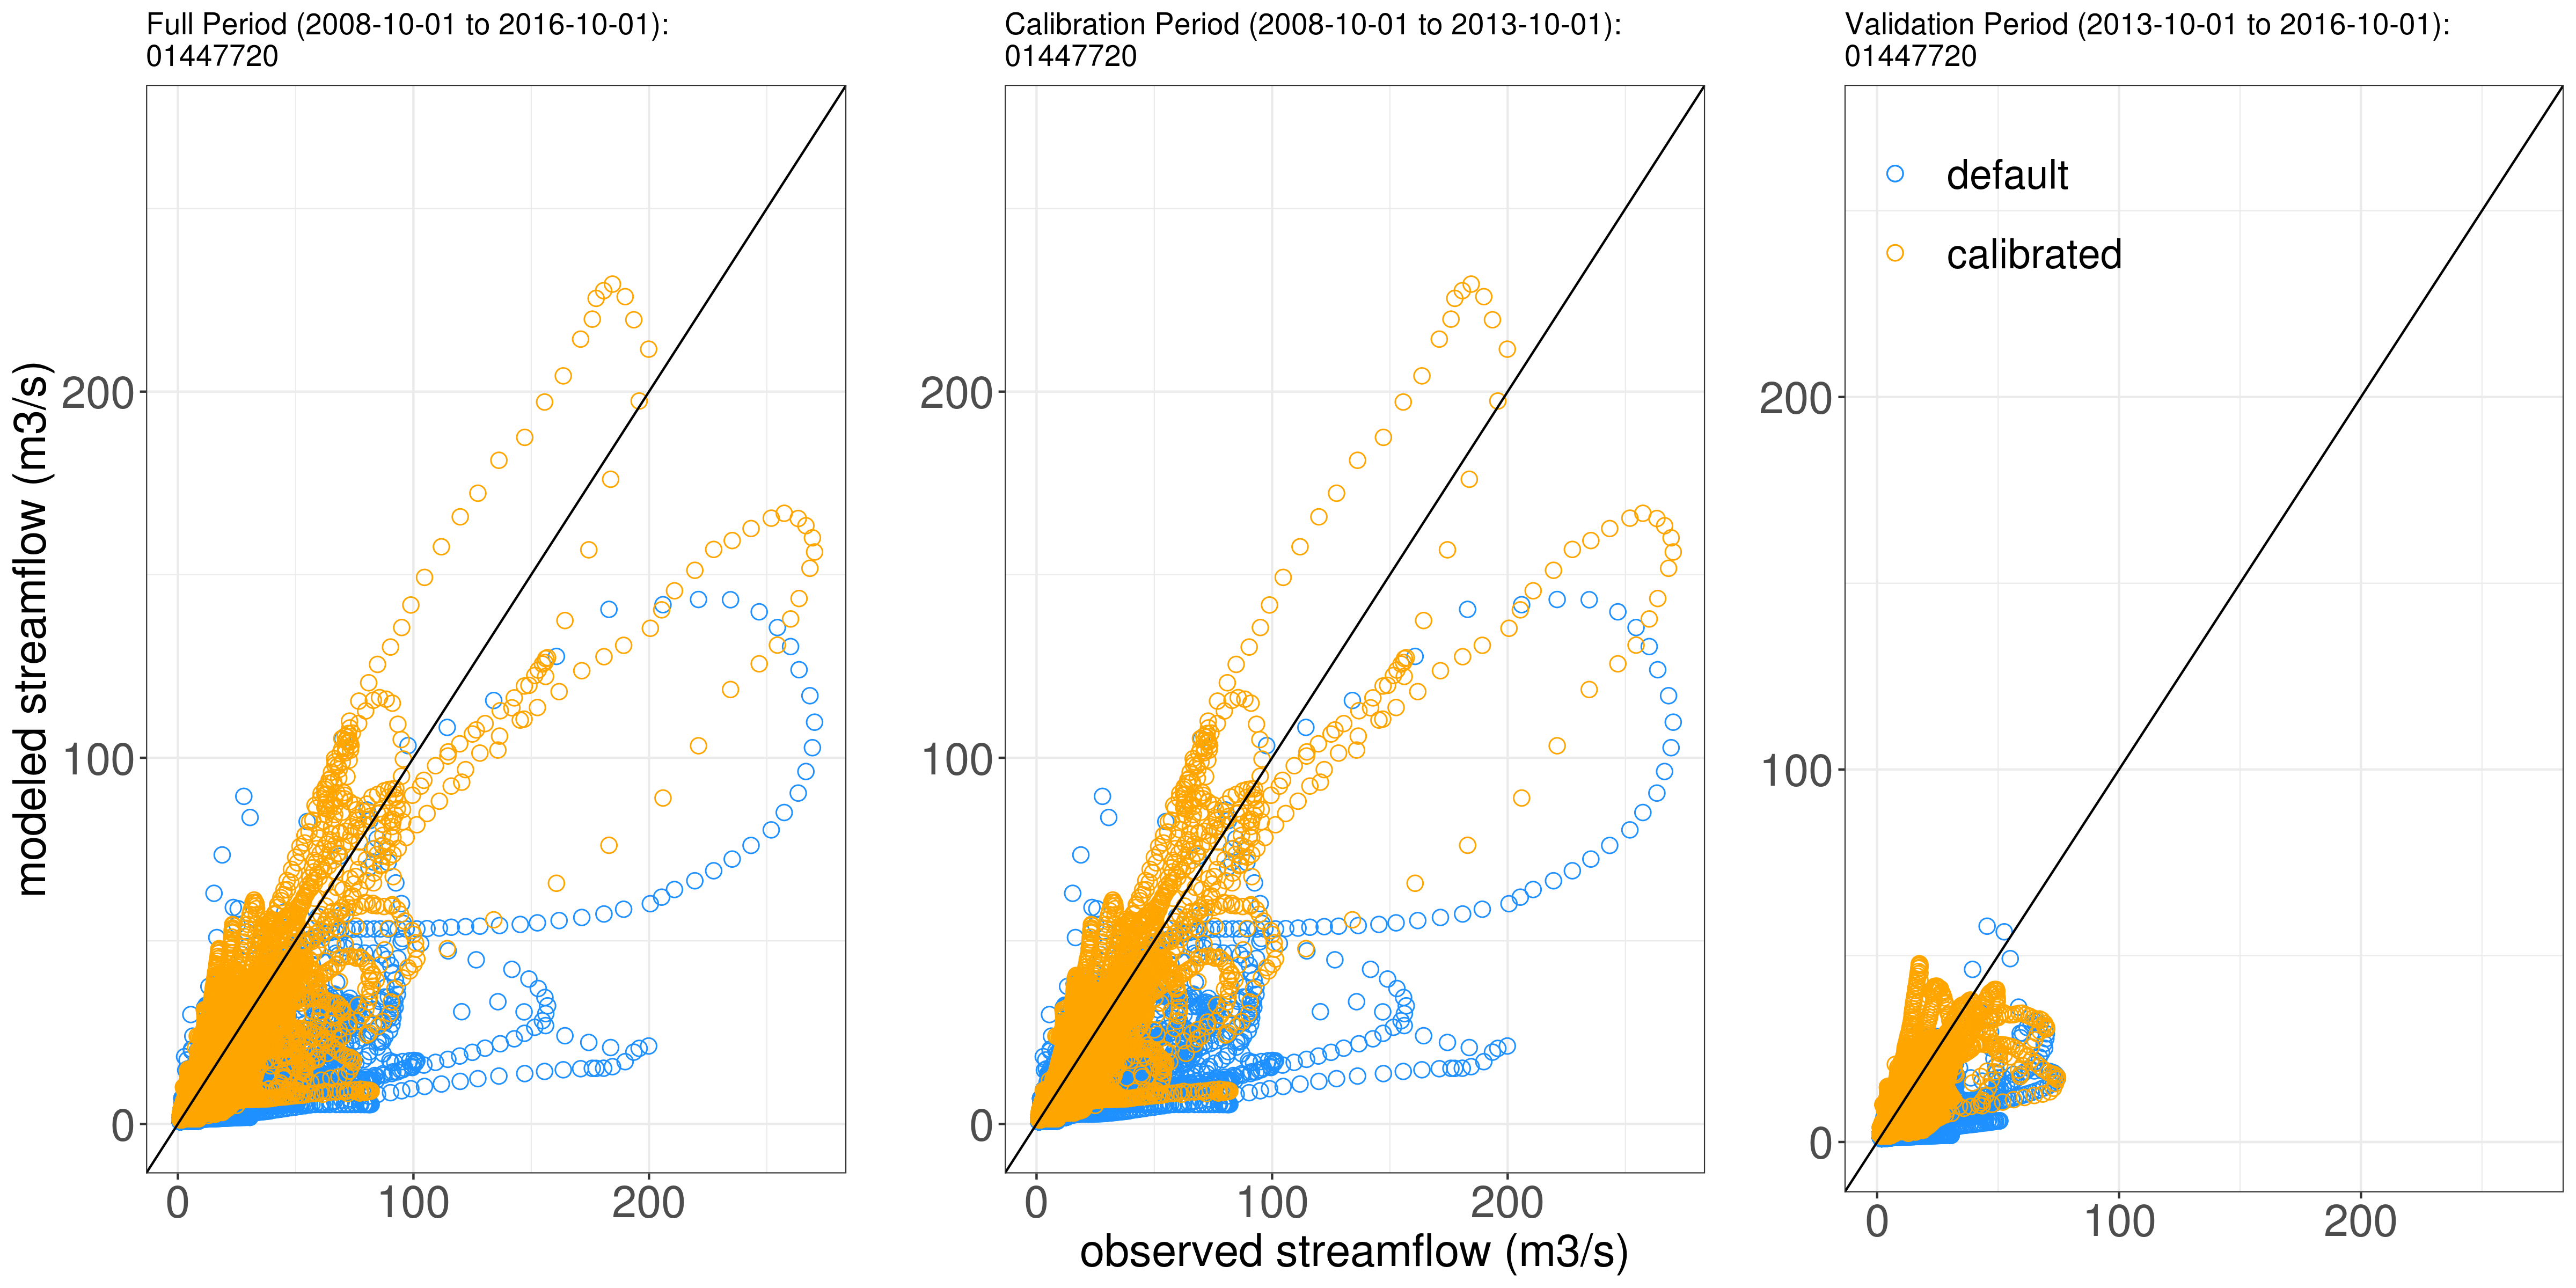 Full Period (2008-10-01 to 2016-10-01):
01447720
Calibration Period (2008-10-01 to 2013-10-01):
01447720
Validation Period (2013-10-01 to 2016-10-01):
01447720
modeled streamflow (m3/s)
200
100
0
0 100 200
200
100
0
0 100 200
default
calibrated
200
100
0
0 100 200
observed streamflow (m3/s)